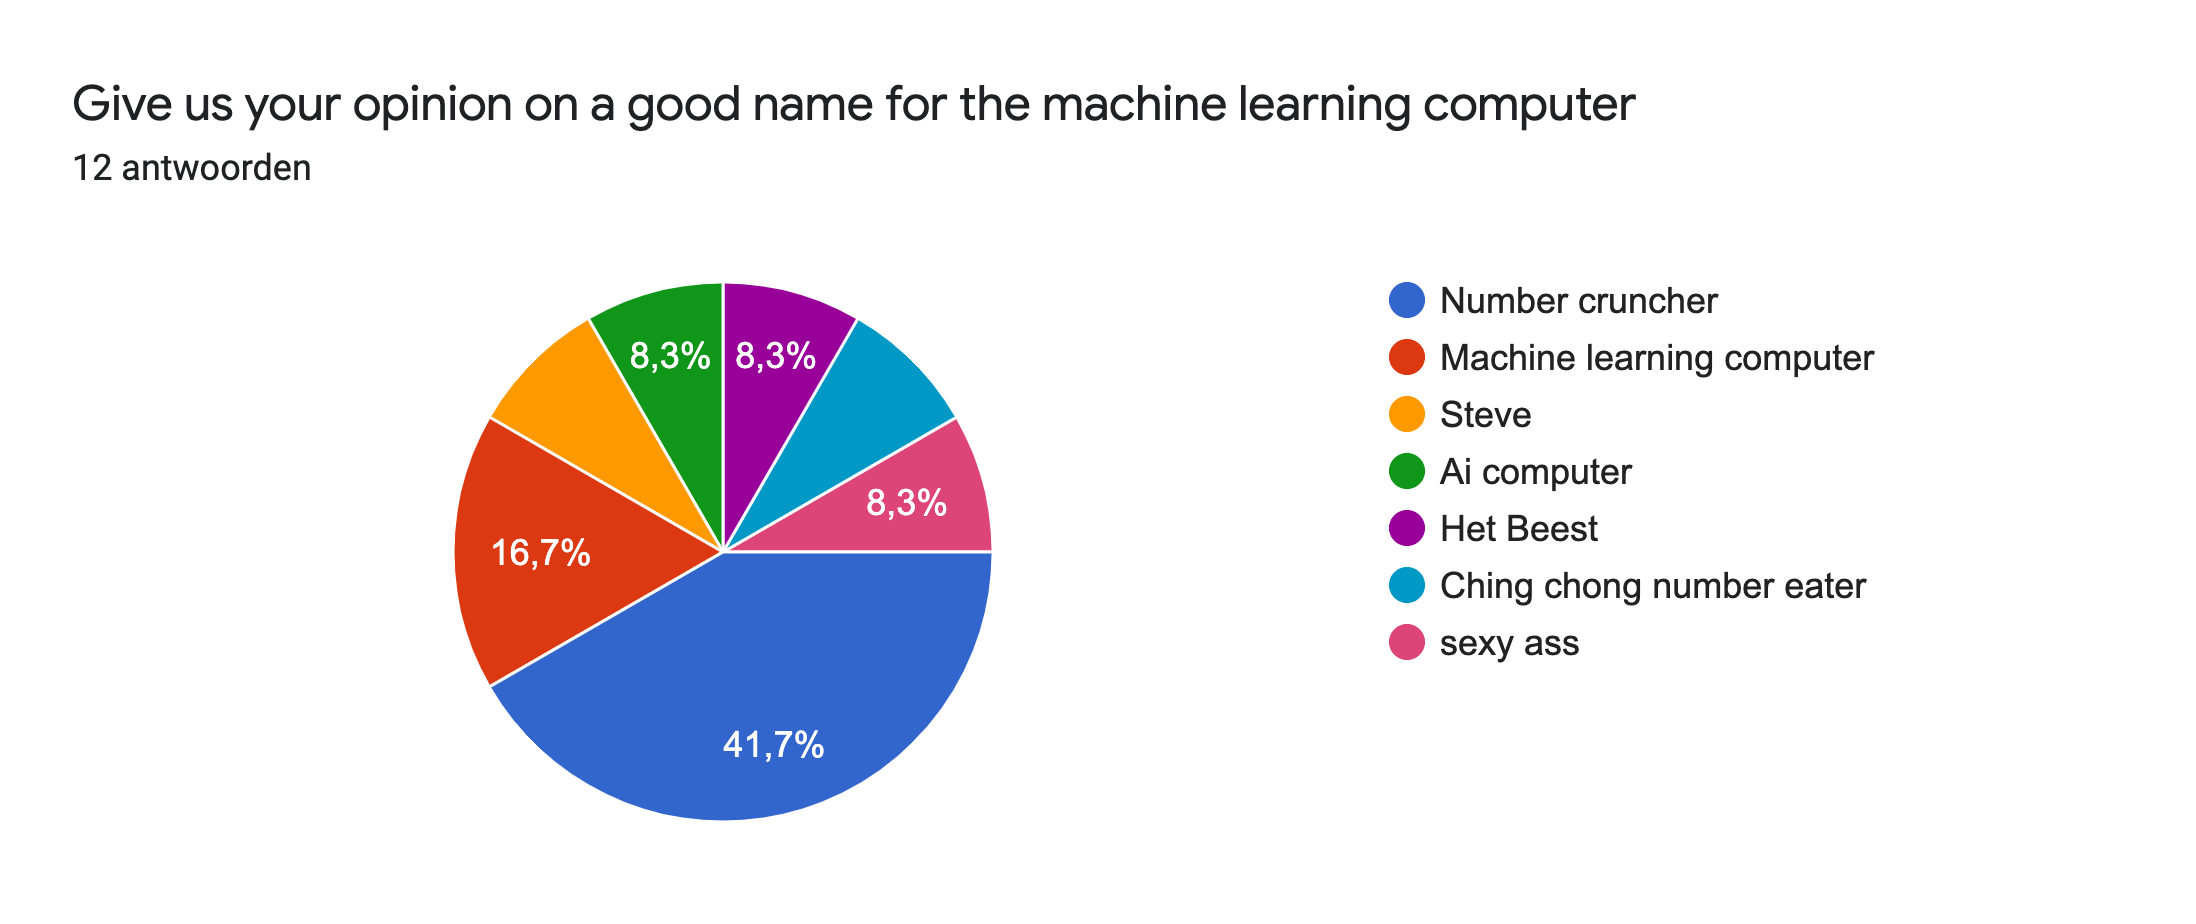 Give us your opinion on a good name for the machine learning computer
12 antwoorden
8,3%
8,3%
8,3%
16,7%
41,7%
Number cruncher
Machine learning computer
Steve
Ai computer
Het Beest
Ching chong number eater
sexy ass